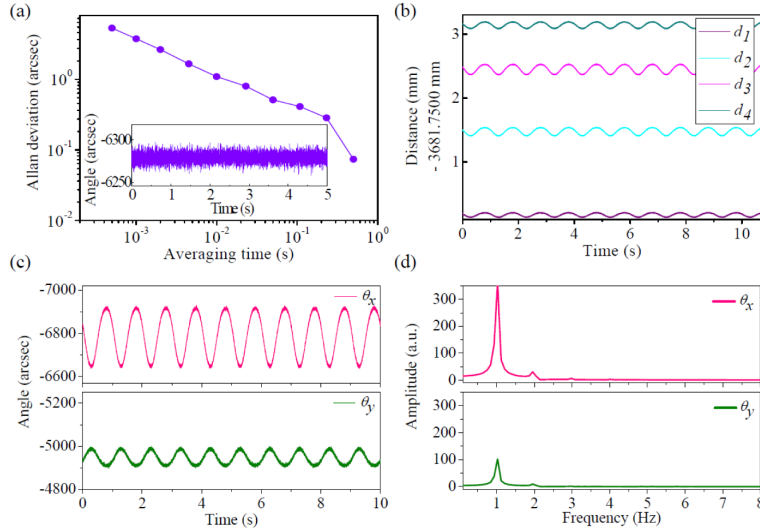 (a)
Allan deviation (arcsec)
10^0
10^-1
10^-2
Angle (arcsec)
-6300
-6250
0 1 2 3 4 5
Time (s)
10^-3 10^-2 10^-1 10^0
Averaging time (s)
(b)
Distance (mm)
- 3681.7500 mm
3
2
1
d1
d2
d3
d4
0 2 4 6 8 10
Time (s)
(c)
Angle (arcsec)
-7000
-6800
-6600
θx
-5200
-5000
-4800
θy
0 2 4 6 8 10
Time (s)
(d)
Amplitude (a.u.)
300
200
100
0
θx
300
200
100
0
θy
1 2 3 4 5 6 7 8
Frequency (Hz)